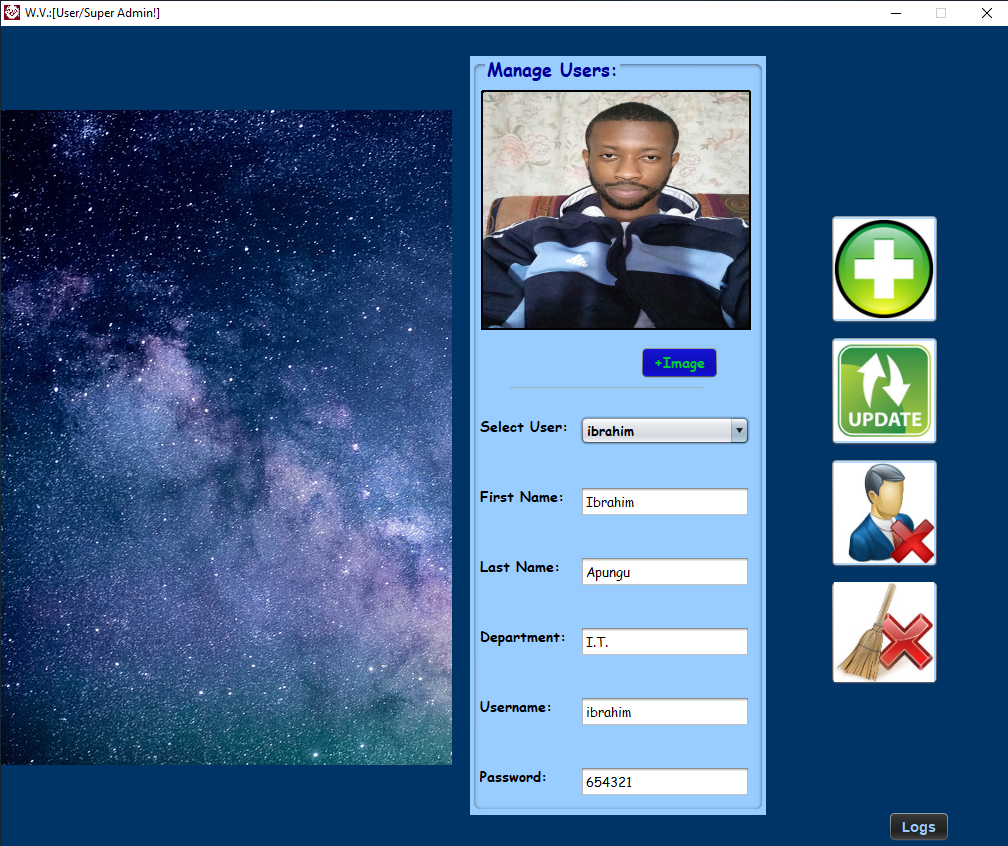 W.V.:[User/Super Admin!]
Manage Users:
+Image
Select User: ibrahim
First Name: Ibrahim
Last Name: Apungu
Department: I.T.
Username: ibrahim
Password: 654321
UPDATE
Logs